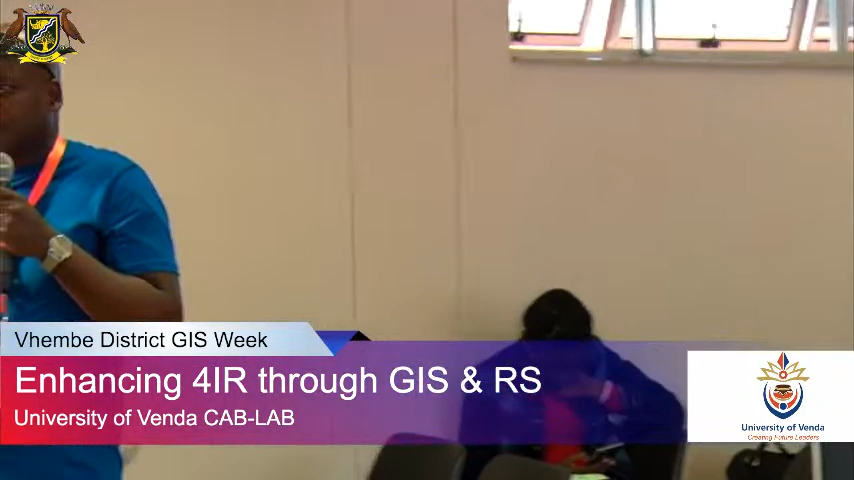 Vhembe District GIS Week
Enhancing 4IR through GIS & RS
University of Venda CAB-LAB
University of Venda
Creating Future Leaders